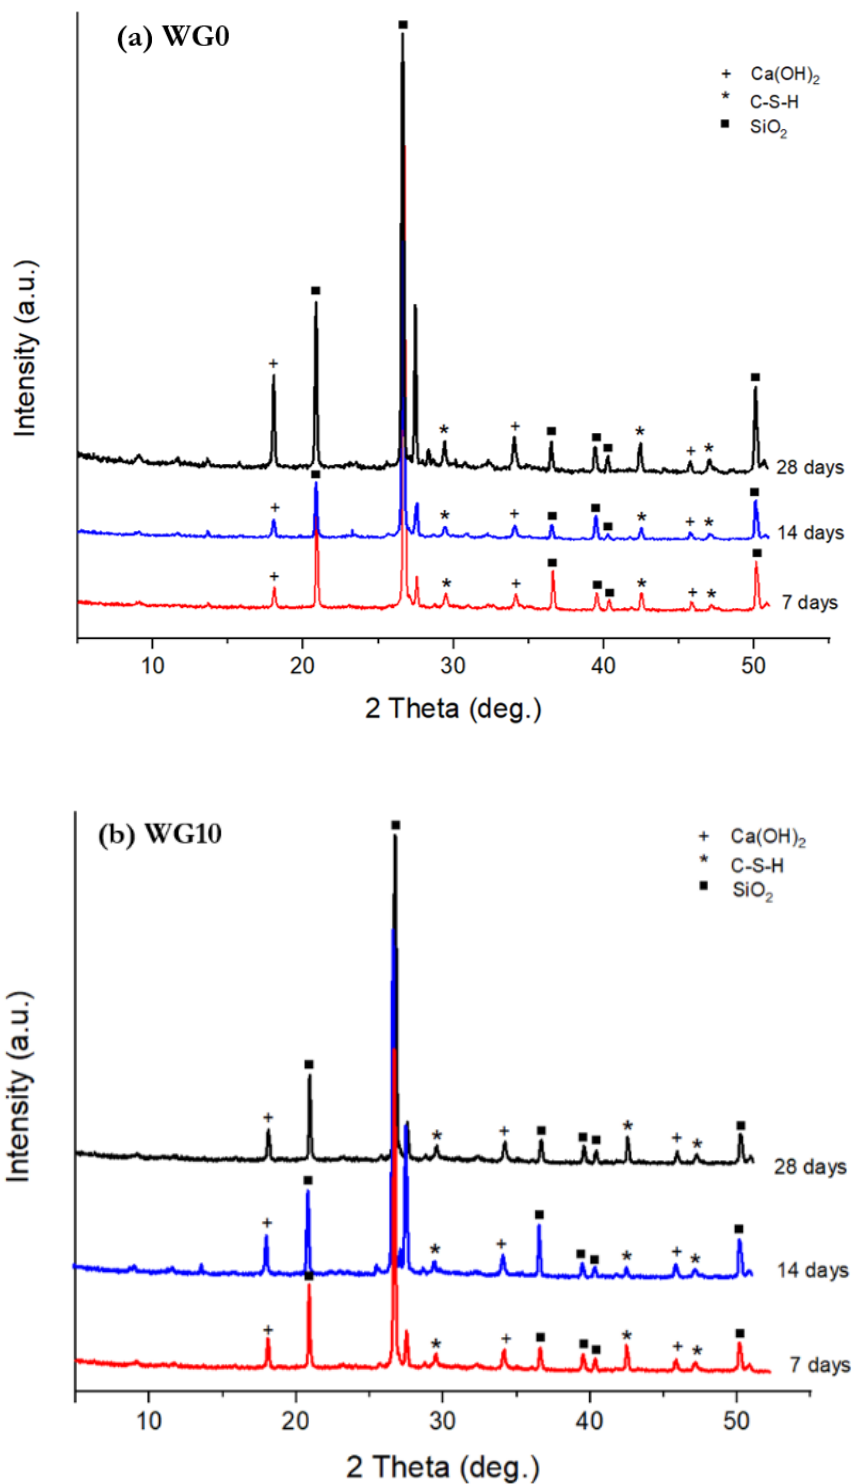 (a) WG0
+ Ca(OH)2
* C-S-H
■ SiO2
Intensity (a.u.)
28 days
14 days
7 days
10 20 30 40 50
2 Theta (deg.)
(b) WG10
+ Ca(OH)2
* C-S-H
■ SiO2
Intensity (a.u.)
28 days
14 days
7 days
10 20 30 40 50
2 Theta (deg.)